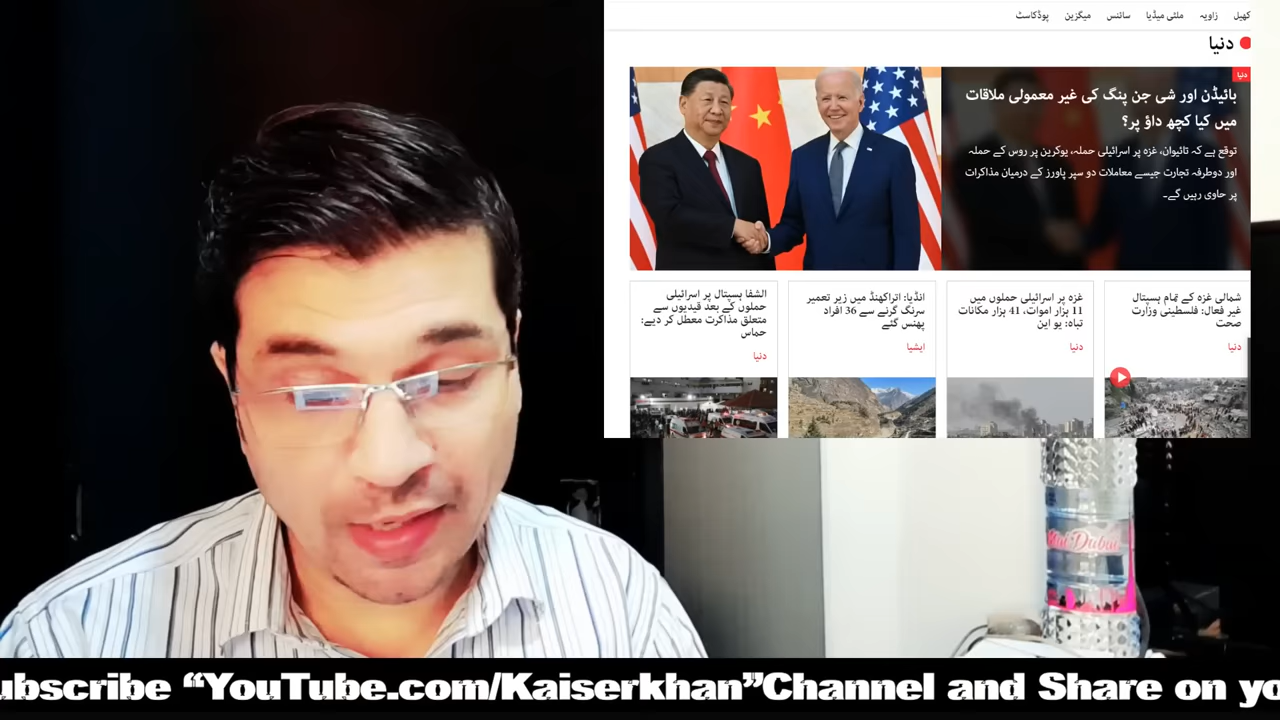 کھیل زاویہ سائنس ملٹی میڈیا میگزین پوڈکاسٹ
دنیا
دنیا
بائیڈن اور شی جن پنگ کی غیر معمولی ملاقات
میں کیا کچھ داؤ پر؟
توقع ہے کہ تائیوان، غزہ پر اسرائیلی حملہ، یوکرین پر روس کے حملہ
اور دوطرفہ تجارت جیسے معاملات دو سپر پاورز کے درمیان مذاکرات
پر حاوی رہیں گے۔
شمالی غزہ کے تمام ہسپتال
غیر فعال: فلسطینی وزارت
صحت
دنیا
غزہ پر اسرائیلی حملوں میں
11 ہزار اموات، 41 ہزار مکانات
تباہ: یو این
دنیا
انڈیا: اتراکھنڈ میں زیر تعمیر
سرنگ گرنے سے 36 افراد
پھنس گئے
ایشیا
الشفا ہسپتال پر اسرائیلی
حملوں کے بعد قیدیوں سے
متعلق مذاکرت معطل کر دیے:
حماس
دنیا
Dubai
ubscribe “YouTube.com/Kaiserkhan”Channel and Share on yo